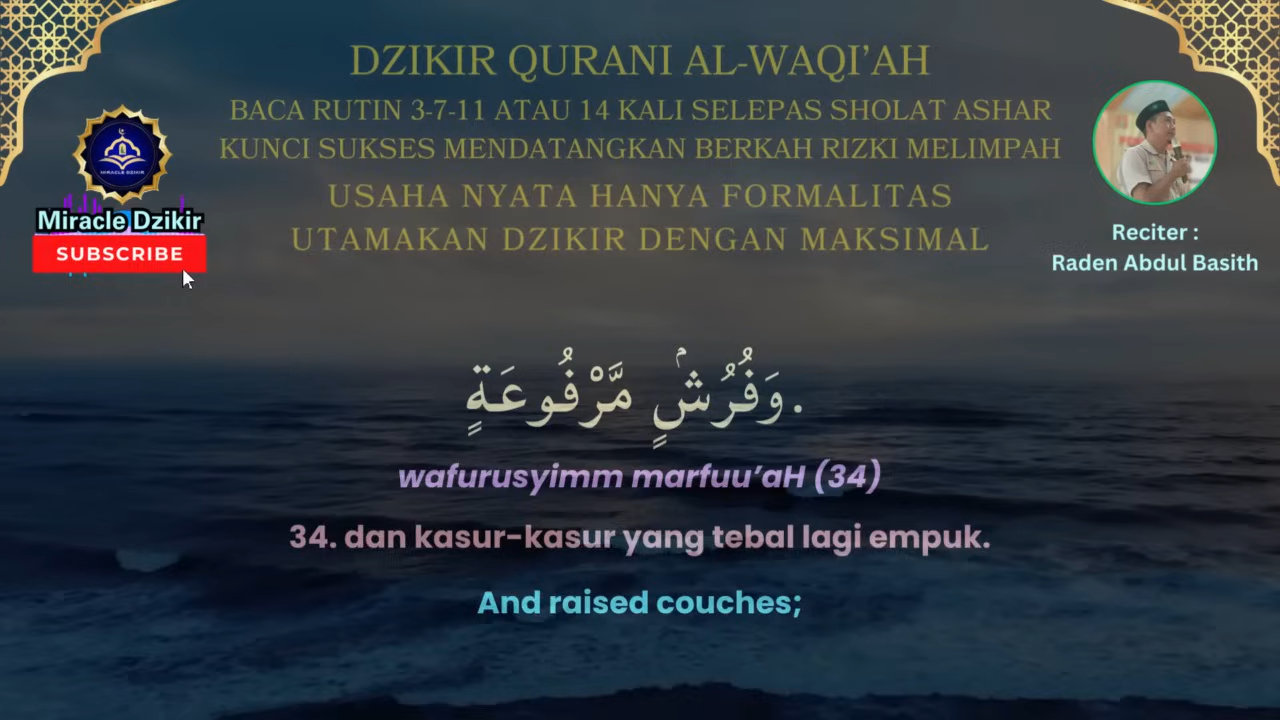 DZIKIR QURANI AL-WAQI'AH
BACA RUTIN 3-7-11 ATAU 14 KALI SELEPAS SHOLAT ASHAR
KUNCI SUKSES MENDATANGKAN BERKAH RIZKI MELIMPAH
USAHA NYATA HANYA FORMALITAS
UTAMAKAN DZIKIR DENGAN MAKSIMAL
MIRACLE DZIKIR
Miracle Dzikir
SUBSCRIBE
Reciter :
Raden Abdul Basith
وَفُرُشٍۢ مَّرْفُوعَةٍ.
wafurusyimm marfuu'aH (34)
34. dan kasur-kasur yang tebal lagi empuk.
And raised couches;